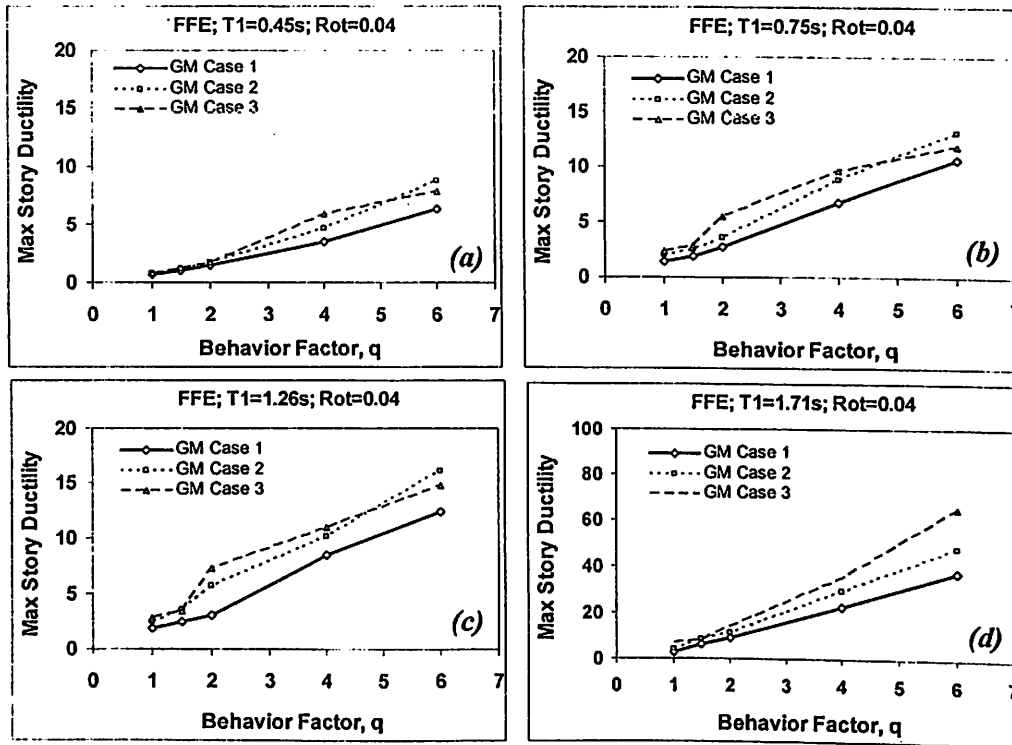 FFE; T1=0.45s; Rot=0.04
20
15
10
5
0
Max Story Ductility
GM Case 1
GM Case 2
GM Case 3
(a)
0 1 2 3 4 5 6 7
Behavior Factor, q
FFE; T1=0.75s; Rot=0.04
20
15
10
5
0
Max Story Ductility
GM Case 1
GM Case 2
GM Case 3
(b)
0 1 2 3 4 5 6
Behavior Factor, q
FFE; T1=1.26s; Rot=0.04
20
15
10
5
0
Max Story Ductility
GM Case 1
GM Case 2
GM Case 3
(c)
0 1 2 3 4 5 6 7
Behavior Factor, q
FFE; T1=1.71s; Rot=0.04
100
80
60
40
20
0
Max Story Ductility
GM Case 1
GM Case 2
GM Case 3
(d)
0 1 2 3 4 5 6
Behavior Factor, q